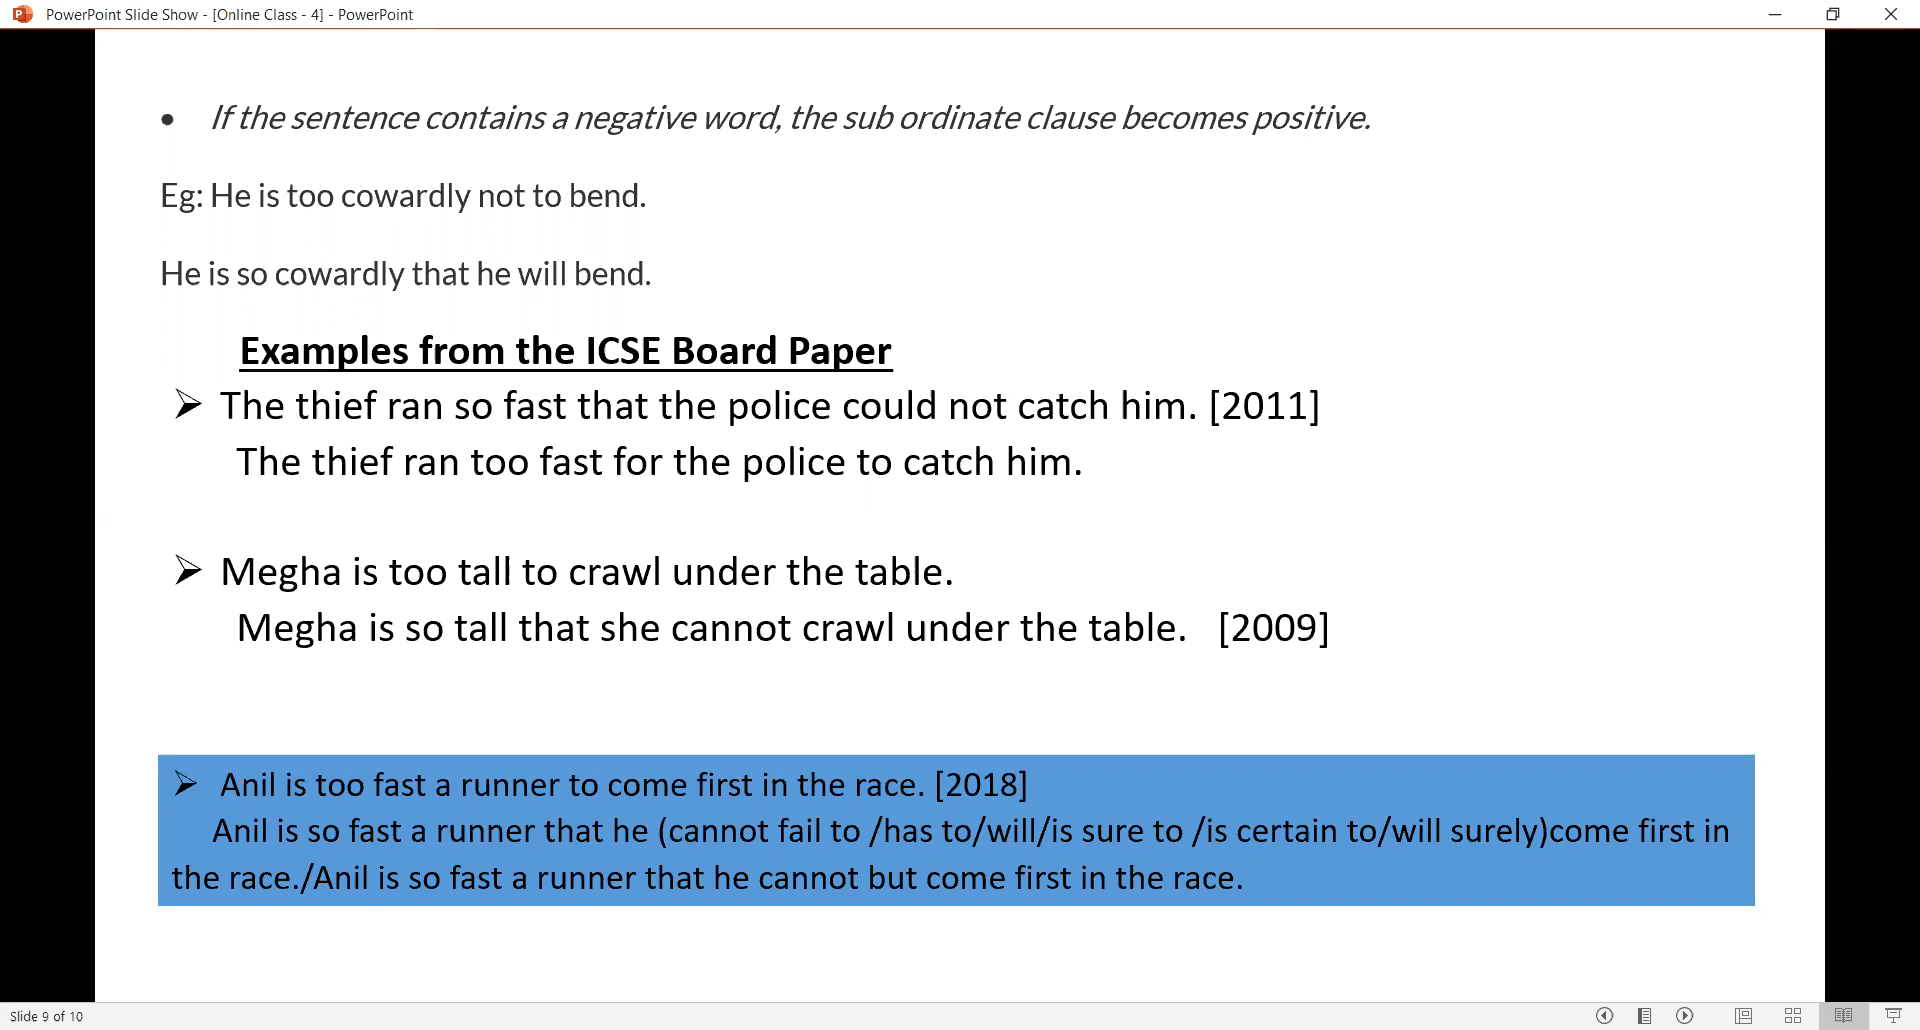 PowerPoint Slide Show - [Online Class - 4] - PowerPoint
• If the sentence contains a negative word, the sub ordinate clause becomes positive.
Eg: He is too cowardly not to bend.
He is so cowardly that he will bend.
Examples from the ICSE Board Paper
➢ The thief ran so fast that the police could not catch him. [2011]
The thief ran too fast for the police to catch him.
➢ Megha is too tall to crawl under the table.
Megha is so tall that she cannot crawl under the table. [2009]
➢ Anil is too fast a runner to come first in the race. [2018]
Anil is so fast a runner that he (cannot fail to /has to/will/is sure to /is certain to/will surely)come first in
the race./Anil is so fast a runner that he cannot but come first in the race.
Slide 9 of 10